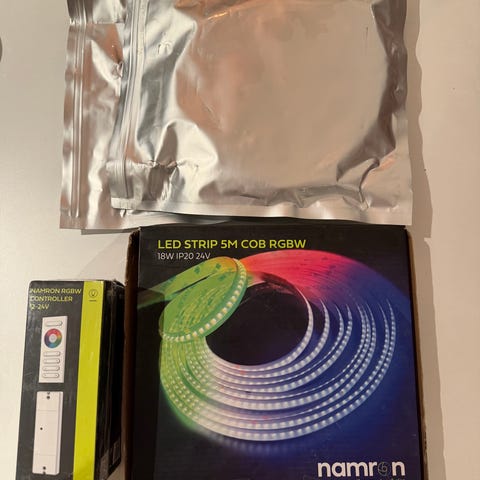 LED STRIP 5M COB RGBW
18W IP20 24V
NAMRON RGBW
CONTROLLER
12-24V
namron